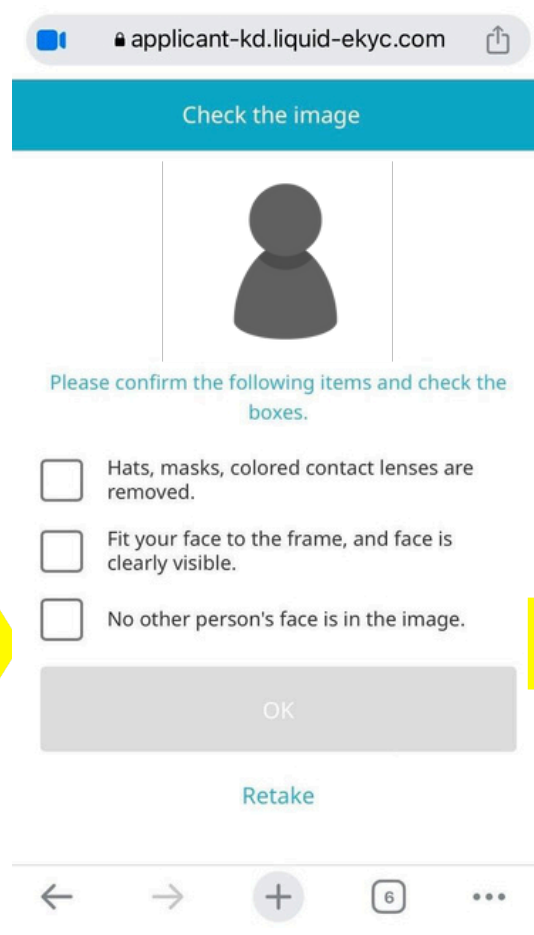 applicant-kd.liquid-ekyc.com
Check the image
Please confirm the following items and check the
boxes.
Hats, masks, colored contact lenses are
removed.
Fit your face to the frame, and face is
clearly visible.
No other person's face is in the image.
OK
Retake
6